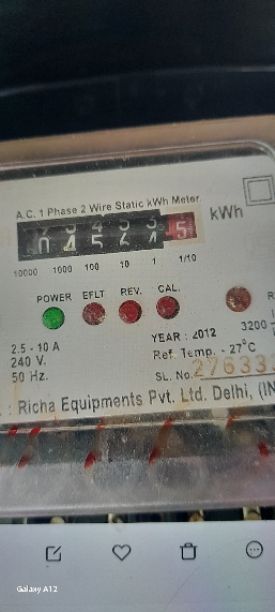 A.C. 1 Phase 2 Wire Static kWh Meter
kWh
10000 1000 100 10 1 1/10
POWER EFLT REV. CAL.
2.5 - 10 A
240 V.
50 Hz.
YEAR : 2012
3200
Ref. Temp. - 27°C
SL. No. 27633
: Richa Equipments Pvt. Ltd. Delhi, (IN
Galaxy A12